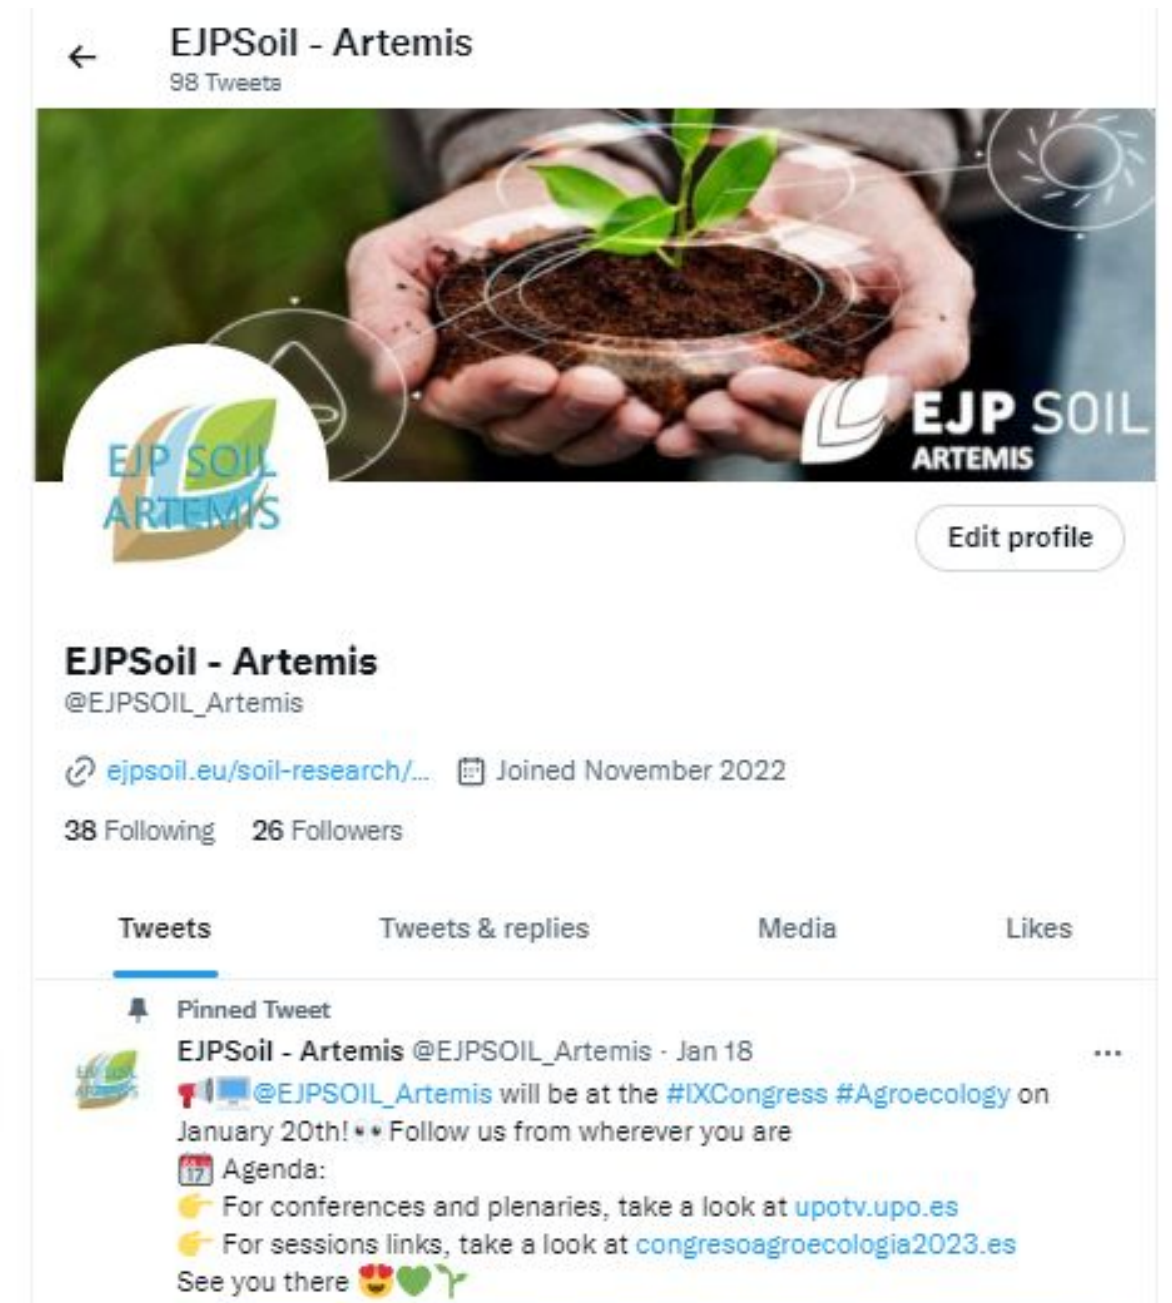 EJPSoil - Artemis
98 Tweets
EJP SOIL
ARTEMIS
EJP SOIL
ARTEMIS
Edit profile
EJPSoil - Artemis
@EJPSOIL_Artemis
ejpsoil.eu/soil-research/... Joined November 2022
38 Following 26 Followers
Tweets Tweets & replies Media Likes
Pinned Tweet
EJPSoil - Artemis @EJPSOIL_Artemis · Jan 18
EJP SOIL
ARTEMIS
📢🖥️@EJPSOIL_Artemis will be at the #IXCongress #Agroecology on
January 20th!👀Follow us from wherever you are
📅 Agenda:
👉 For conferences and plenaries, take a look at upotv.upo.es
👉 For sessions links, take a look at congresoagroecologia2023.es
See you there 😍💚🌱